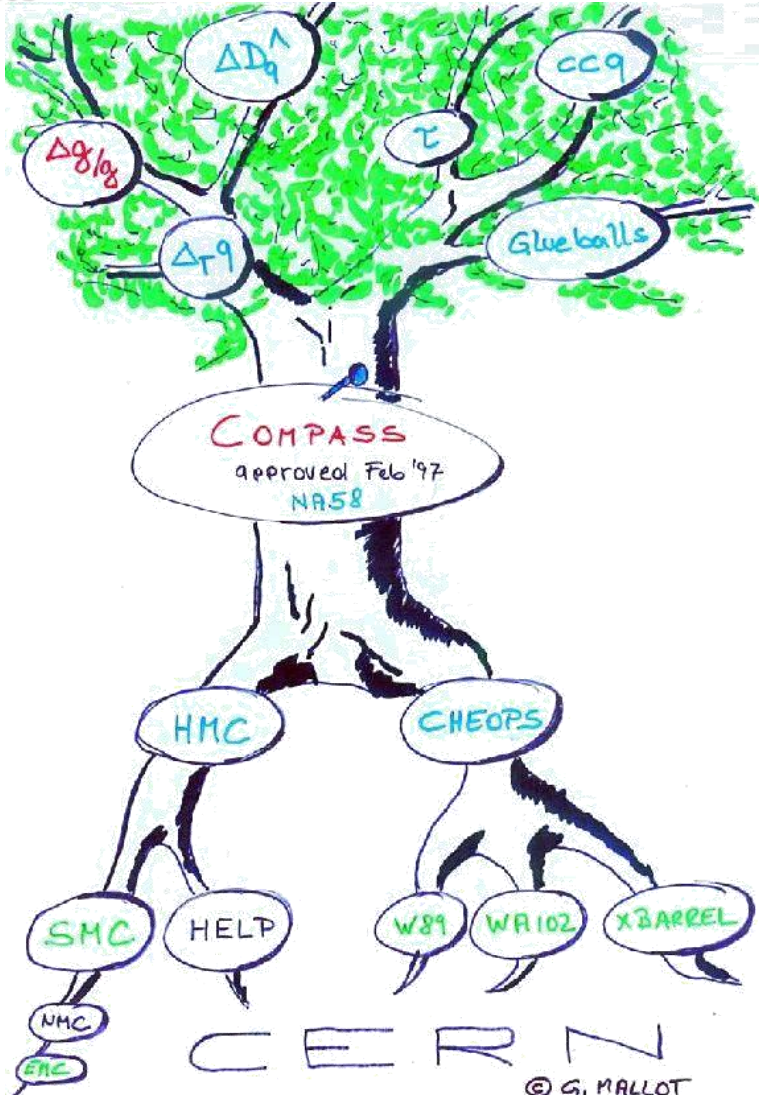 ΔD_q^Λ
ccq
τ
Δg/g
Δ_T q
Glueballs
COMPASS
approved Feb '97
NA58
HMC
CHEOPS
SMC
HELP
W89
WA102
XBARREL
NMC
EMC
CERN
© G. MALLOT